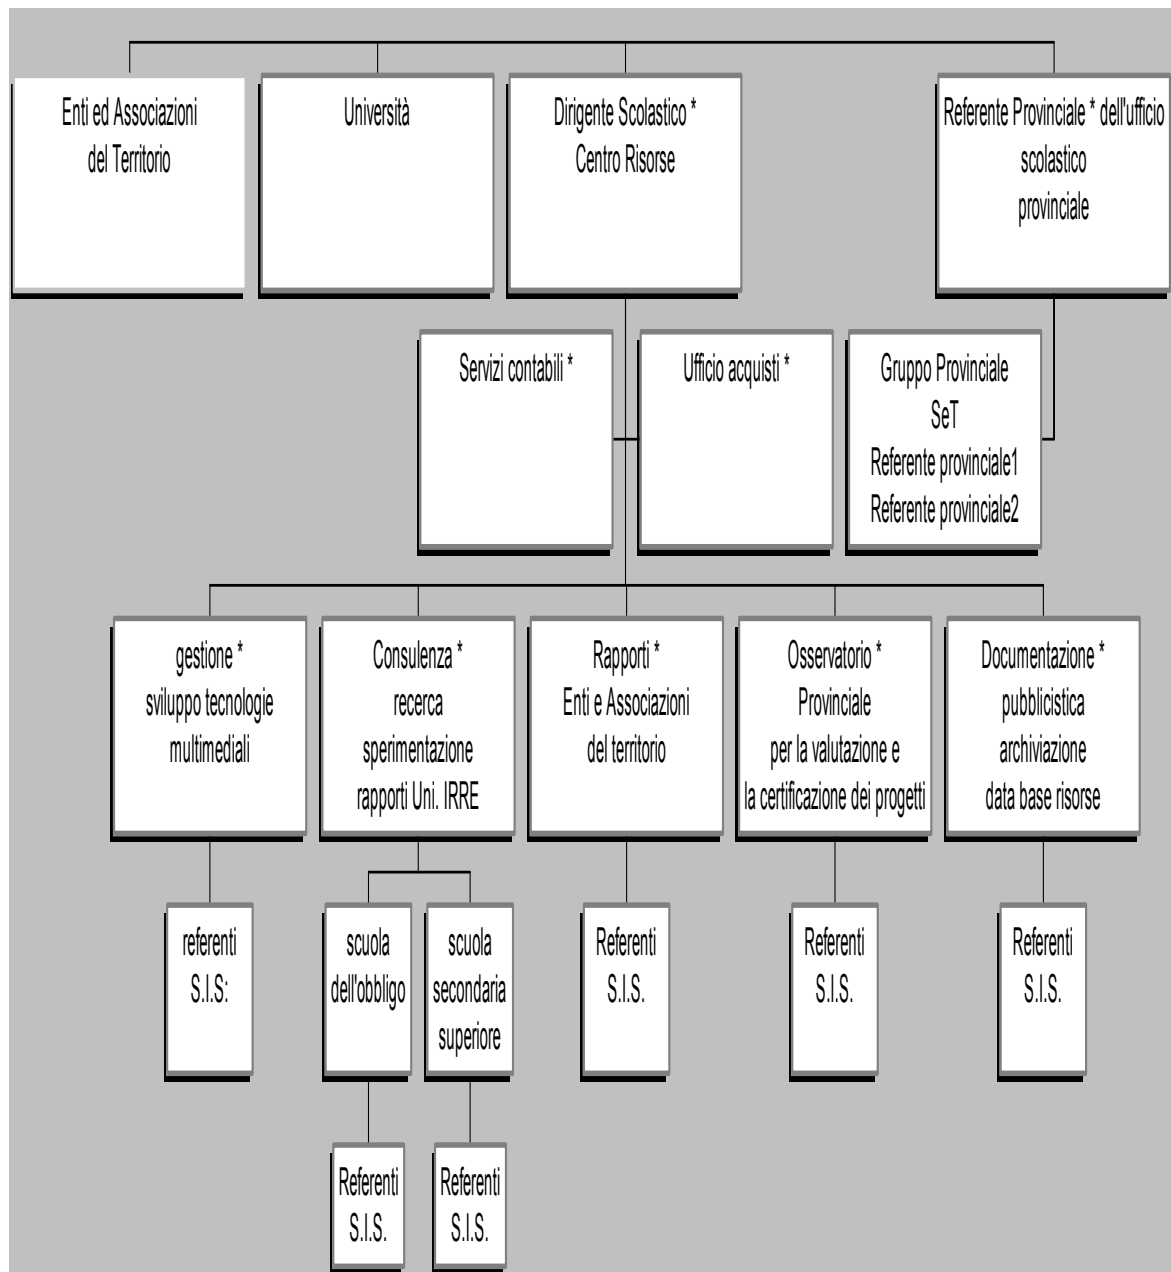 Enti ed Associazioni
del Territorio
Università
Dirigente Scolastico *
Centro Risorse
Referente Provinciale * dell'ufficio
scolastico
provinciale
Servizi contabili *
Ufficio acquisti *
Gruppo Provinciale
SeT
Referente provinciale1
Referente provinciale2
gestione *
sviluppo tecnologie
multimediali
Consulenza *
recerca
sperimentazione
rapporti Uni. IRRE
Rapporti *
Enti e Associazioni
del territorio
Osservatorio *
Provinciale
per la valutazione e
la certificazione dei progetti
Documentazione *
pubblicistica
archiviazione
data base risorse
referenti
S.I.S:
scuola
dell'obbligo
scuola
secondaria
superiore
Referenti
S.I.S.
Referenti
S.I.S.
Referenti
S.I.S.
Referenti
S.I.S.
Referenti
S.I.S.